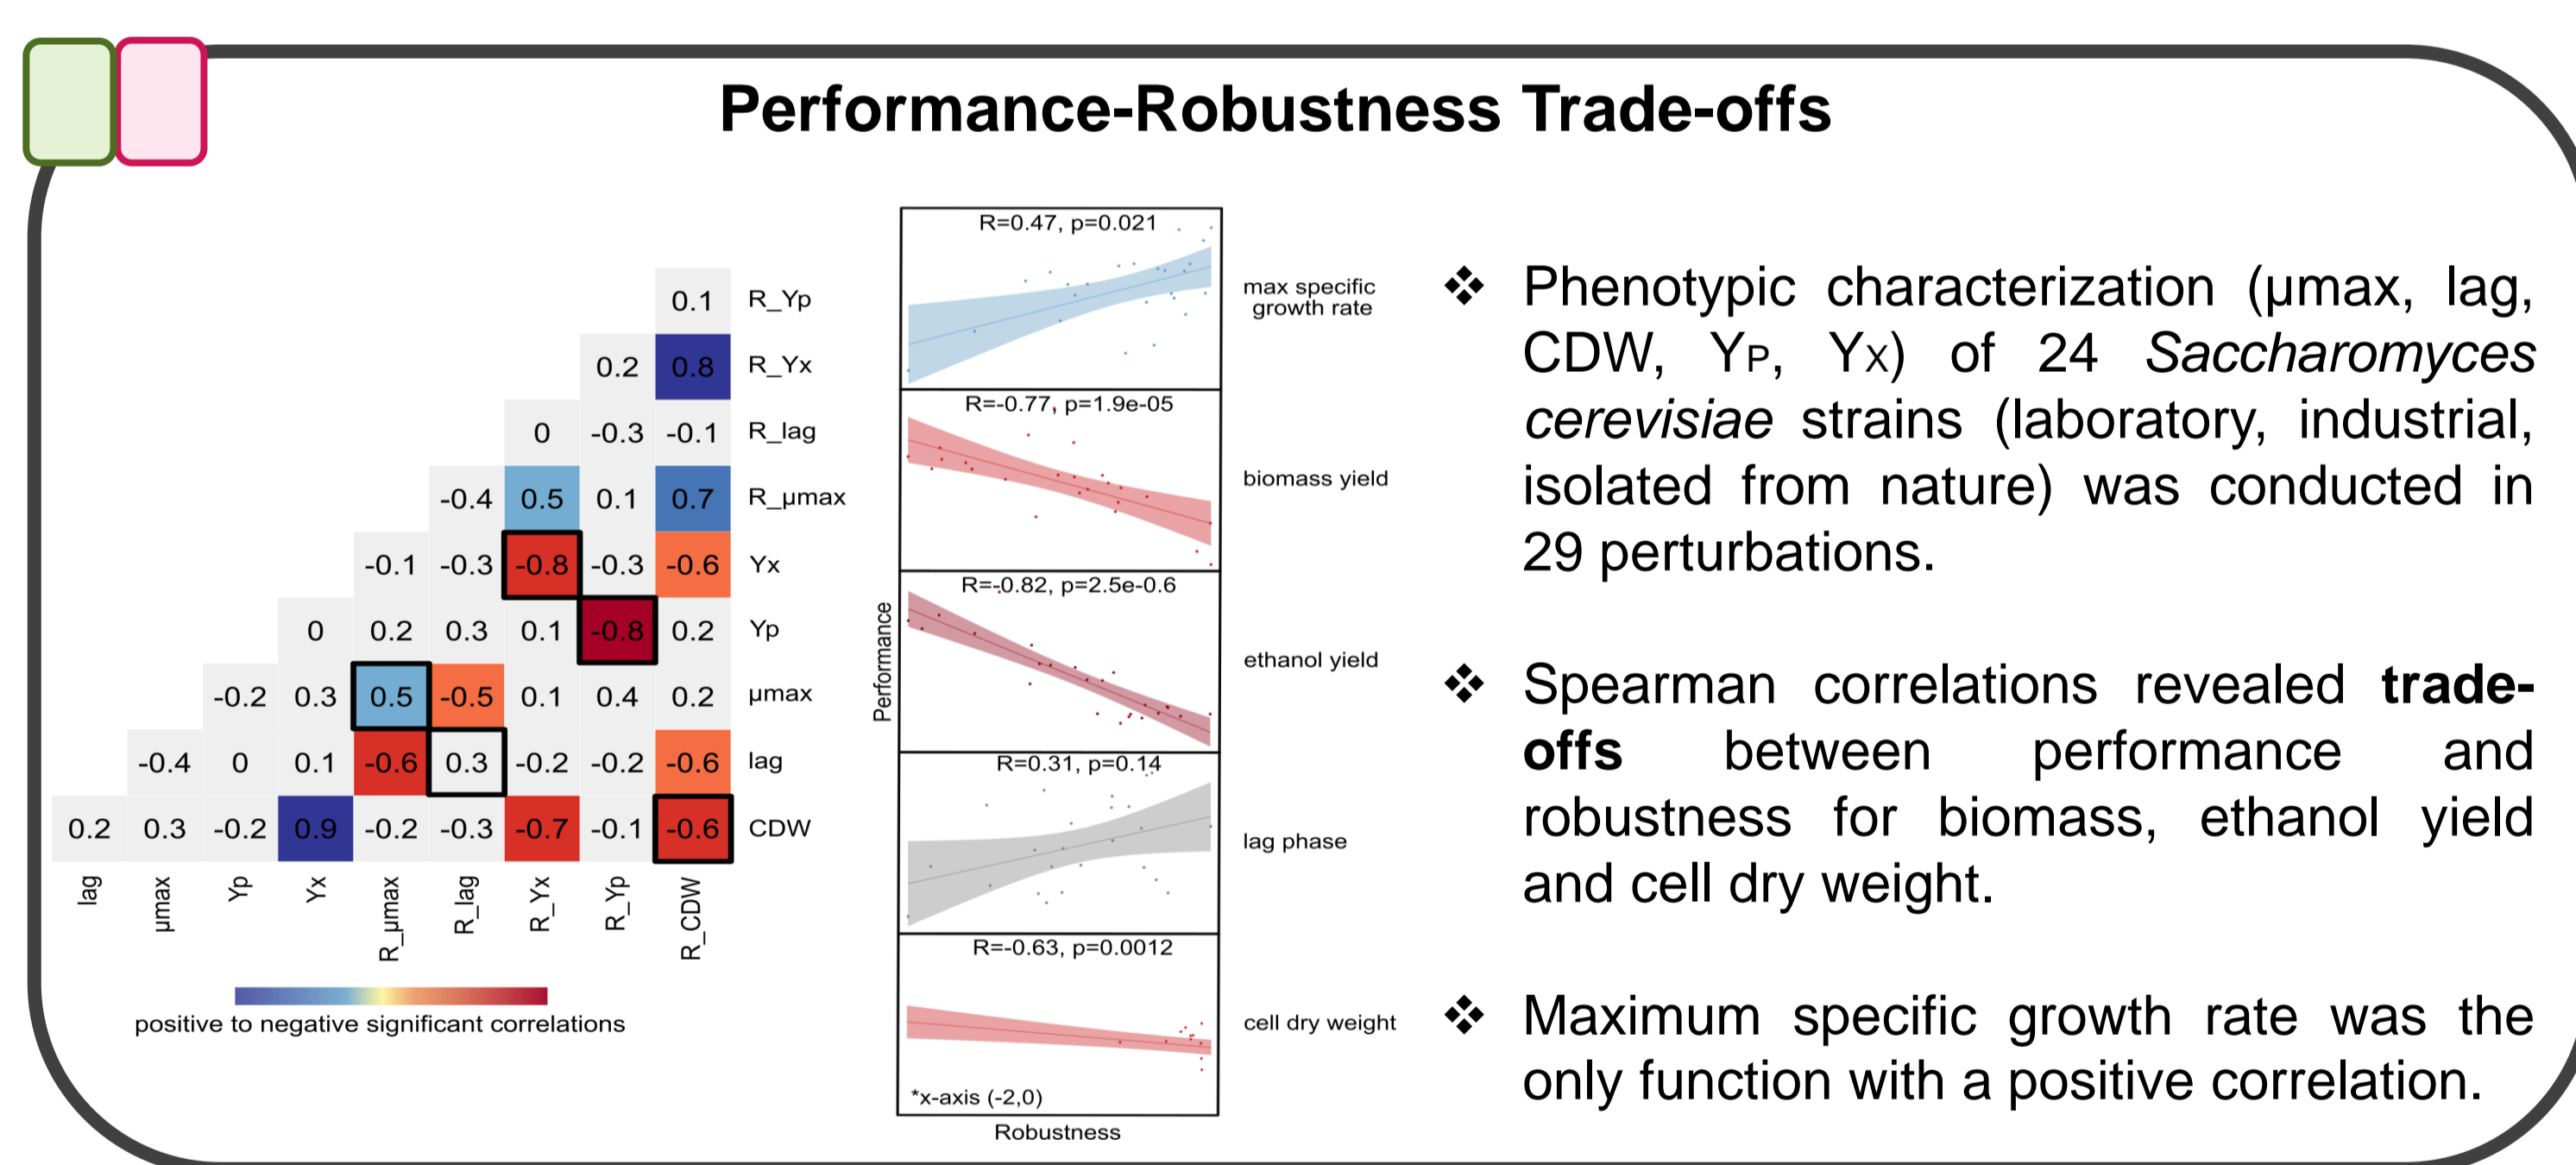 Performance-Robustness Trade-offs
0.1 R_Yp
0.2 0.8 R_Yx
0 -0.3 -0.1 R_lag
-0.4 0.5 0.1 0.7 R_μmax
-0.1 -0.3 -0.8 -0.3 -0.6 Yx
0 0.2 0.3 0.1 -0.8 0.2 Yp
-0.2 0.3 0.5 -0.5 0.1 0.4 0.2 μmax
-0.4 0 0.1 -0.6 0.3 -0.2 -0.2 -0.6 lag
0.2 0.3 -0.2 0.9 -0.2 -0.3 -0.7 -0.1 -0.6 CDW
lag μmax Yp Yx R_μmax R_lag R_Yx R_Yp R_CDW
positive to negative significant correlations
Performance
R=0.47, p=0.021
max specific
growth rate
R=-0.77, p=1.9e-05
biomass yield
R=-0.82, p=2.5e-0.6
ethanol yield
R=0.31, p=0.14
lag phase
R=-0.63, p=0.0012
cell dry weight
*x-axis (-2,0)
Robustness
❖ Phenotypic characterization (μmax, lag,
CDW, YP, YX) of 24 Saccharomyces
cerevisiae strains (laboratory, industrial,
isolated from nature) was conducted in
29 perturbations.
❖ Spearman correlations revealed trade-
offs between performance and
robustness for biomass, ethanol yield
and cell dry weight.
❖ Maximum specific growth rate was the
only function with a positive correlation.